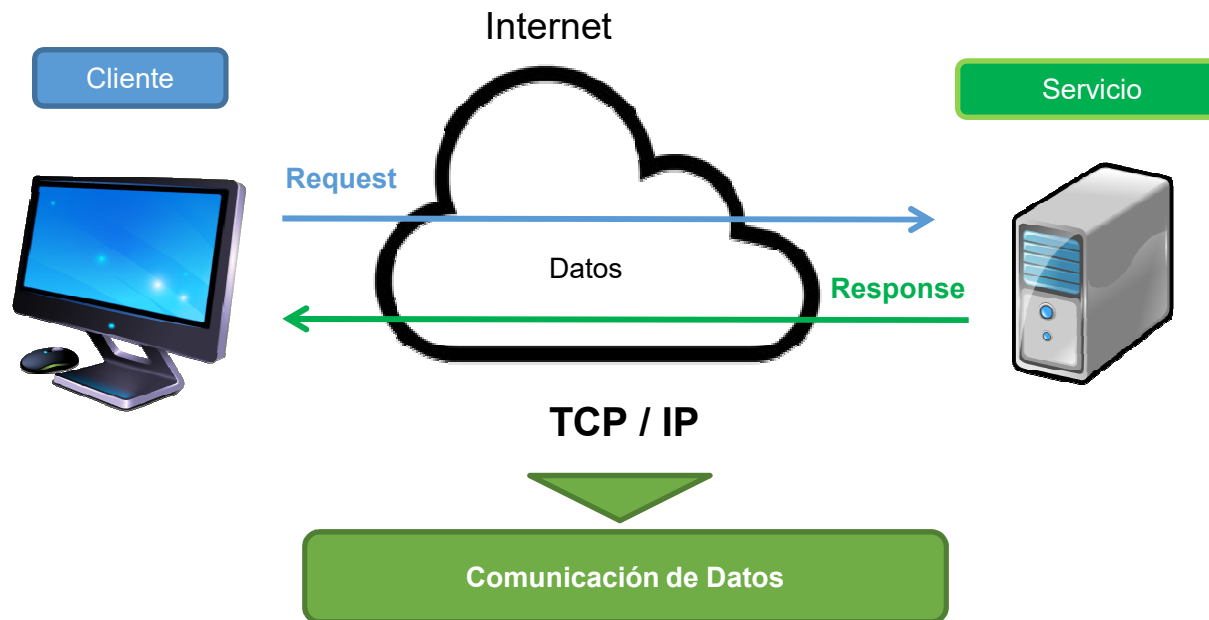 Internet
Cliente
Servicio
Request
Datos
Response
TCP / IP
Comunicación de Datos